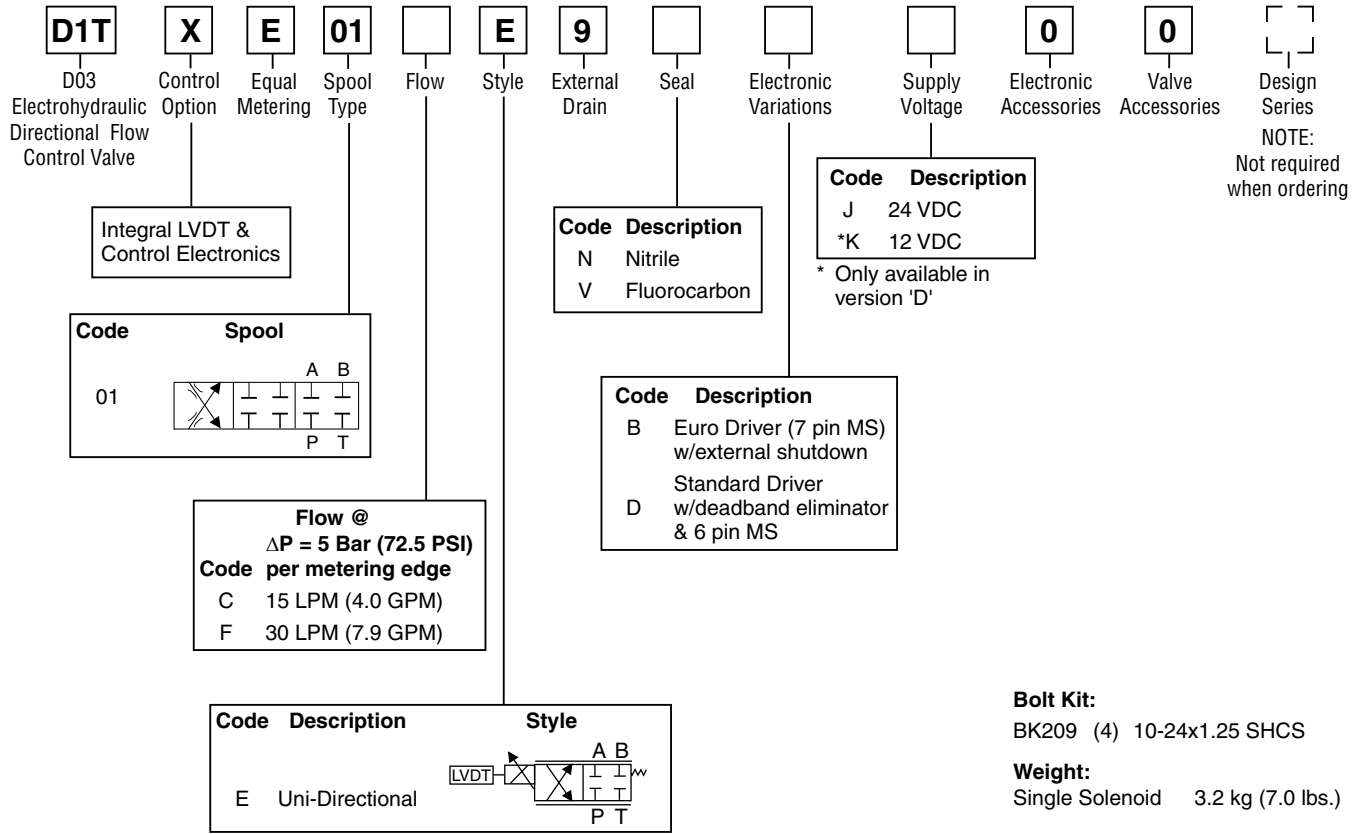 D1T X E 01 E 9 0 0
D03
Electrohydraulic
Directional Flow
Control Valve
Control
Option
Equal
Metering
Spool
Type
Flow
Style
External
Drain
Seal
Electronic
Variations
Supply
Voltage
Electronic
Accessories
Valve
Accessories
Design
Series
NOTE:
Not required
when ordering
Integral LVDT &
Control Electronics
Code Description
N Nitrile
V Fluorocarbon
Code Description
J 24 VDC
*K 12 VDC
* Only available in
version 'D'
Code Spool
A B
01
P T
Code Description
B Euro Driver (7 pin MS)
w/external shutdown
Standard Driver
D w/deadband eliminator
& 6 pin MS
Flow @
ΔP = 5 Bar (72.5 PSI)
Code per metering edge
C 15 LPM (4.0 GPM)
F 30 LPM (7.9 GPM)
Code Description Style
A B
LVDT
E Uni-Directional
P T
Bolt Kit:
BK209 (4) 10-24x1.25 SHCS
Weight:
Single Solenoid 3.2 kg (7.0 lbs.)